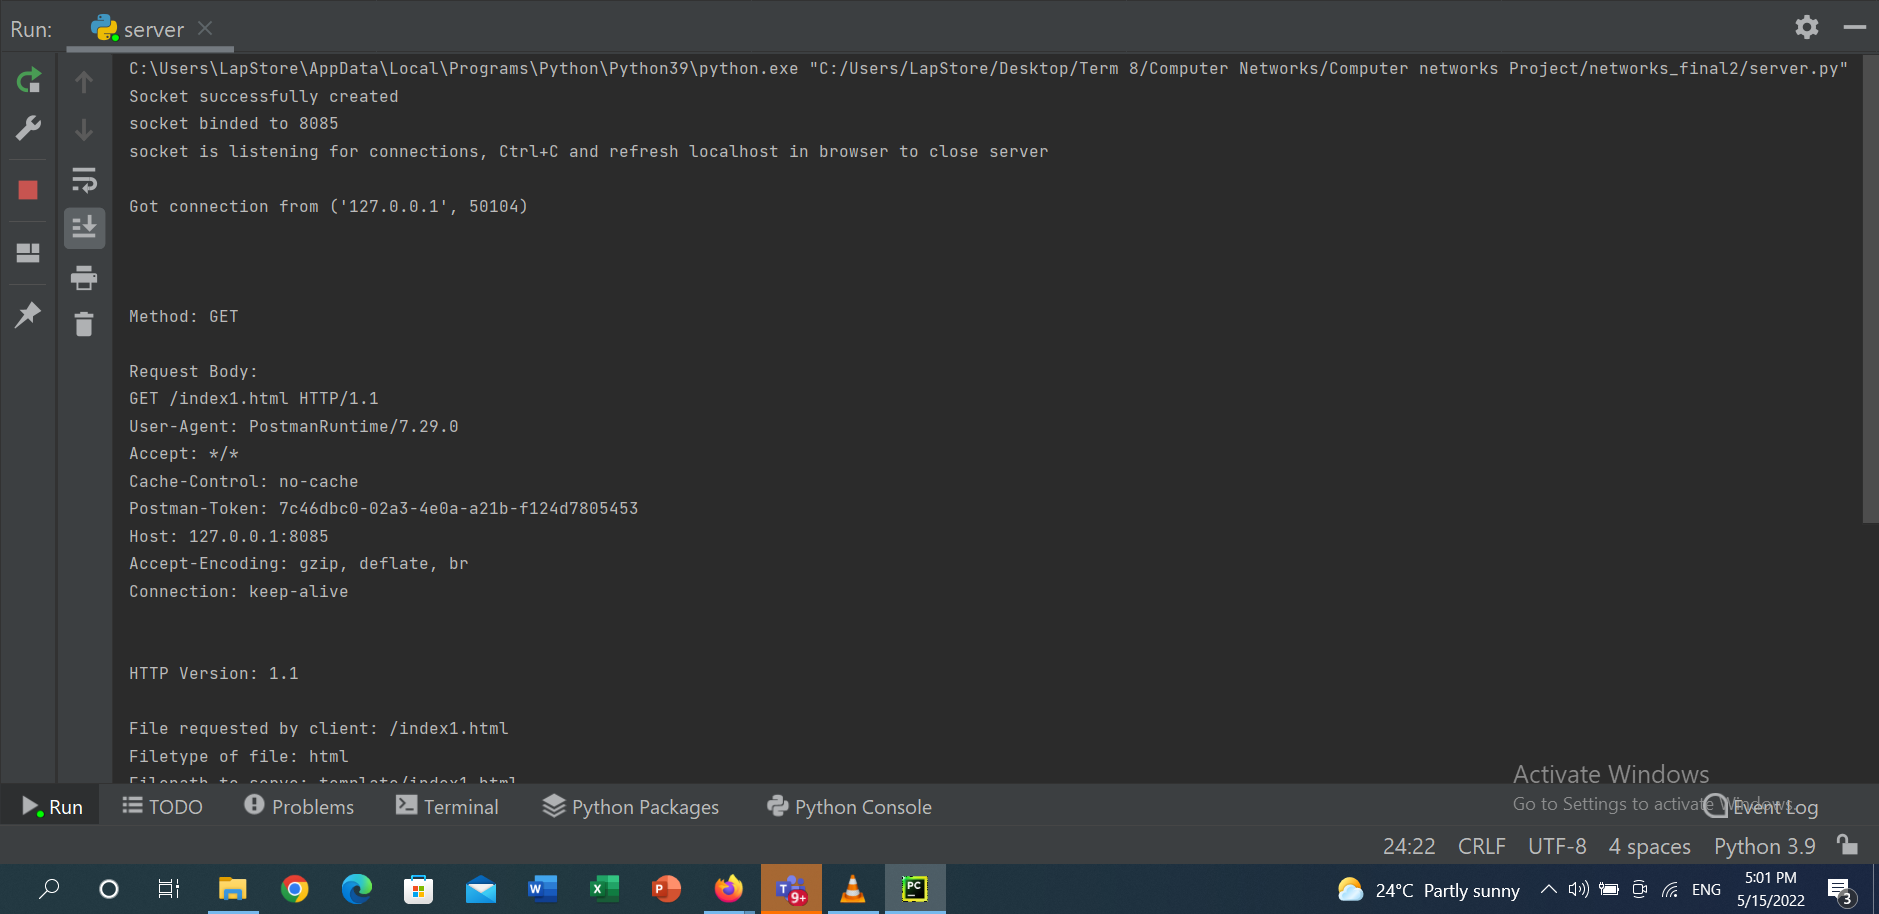 Run: server
C:\Users\LapStore\AppData\Local\Programs\Python\Python39\python.exe "C:/Users/LapStore/Desktop/Term 8/Computer Networks/Computer networks Project/networks_final2/server.py"
Socket successfully created
socket binded to 8085
socket is listening for connections, Ctrl+C and refresh localhost in browser to close server
Got connection from ('127.0.0.1', 50104)
Method: GET
Request Body:
GET /index1.html HTTP/1.1
User-Agent: PostmanRuntime/7.29.0
Accept: */*
Cache-Control: no-cache
Postman-Token: 7c46dbc0-02a3-4e0a-a21b-f124d7805453
Host: 127.0.0.1:8085
Accept-Encoding: gzip, deflate, br
Connection: keep-alive
HTTP Version: 1.1
File requested by client: /index1.html
Filetype of file: html
Filepath to serve: template/index1.html
Activate Windows
Go to Settings to activate Windows.
Run TODO Problems Terminal Python Packages Python Console Event Log
24:22 CRLF UTF-8 4 spaces Python 3.9
24°C Partly sunny ENG 5:01 PM
5/15/2022
W X P T 9+ PC 3